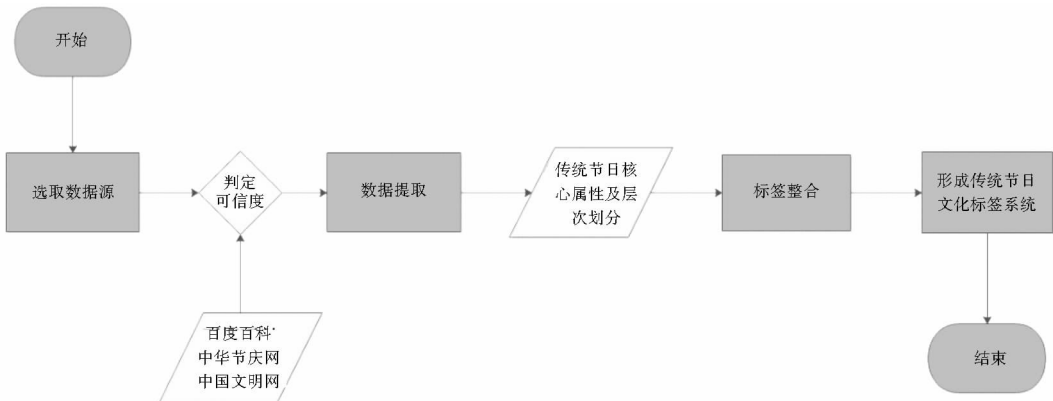 开始
选取数据源
判定
可信度
数据提取
传统节日核
心属性及层
次划分
标签整合
形成传统节日
文化标签系统
百度百科
中华节庆网
中国文明网
结束